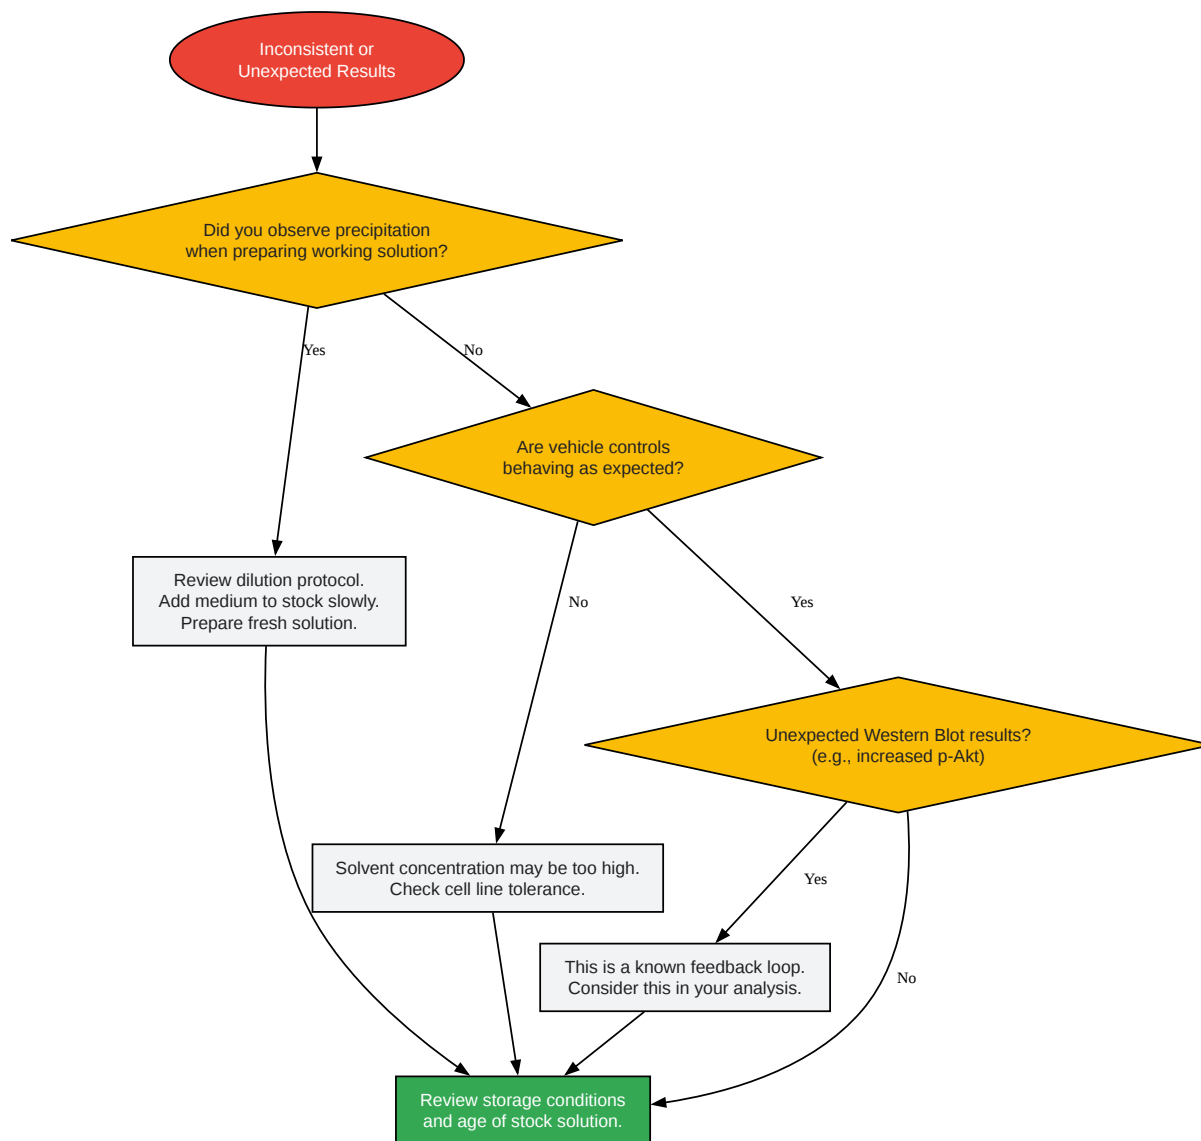 Inconsistent or
Unexpected Results
Did you observe precipitation
when preparing working solution?
Yes
No
Are vehicle controls
behaving as expected?
Review dilution protocol.
Add medium to stock slowly.
Prepare fresh solution.
No
Yes
Unexpected Western Blot results?
(e.g., increased p-Akt)
Solvent concentration may be too high.
Check cell line tolerance.
Yes
This is a known feedback loop.
Consider this in your analysis.
No
Review storage conditions
and age of stock solution.